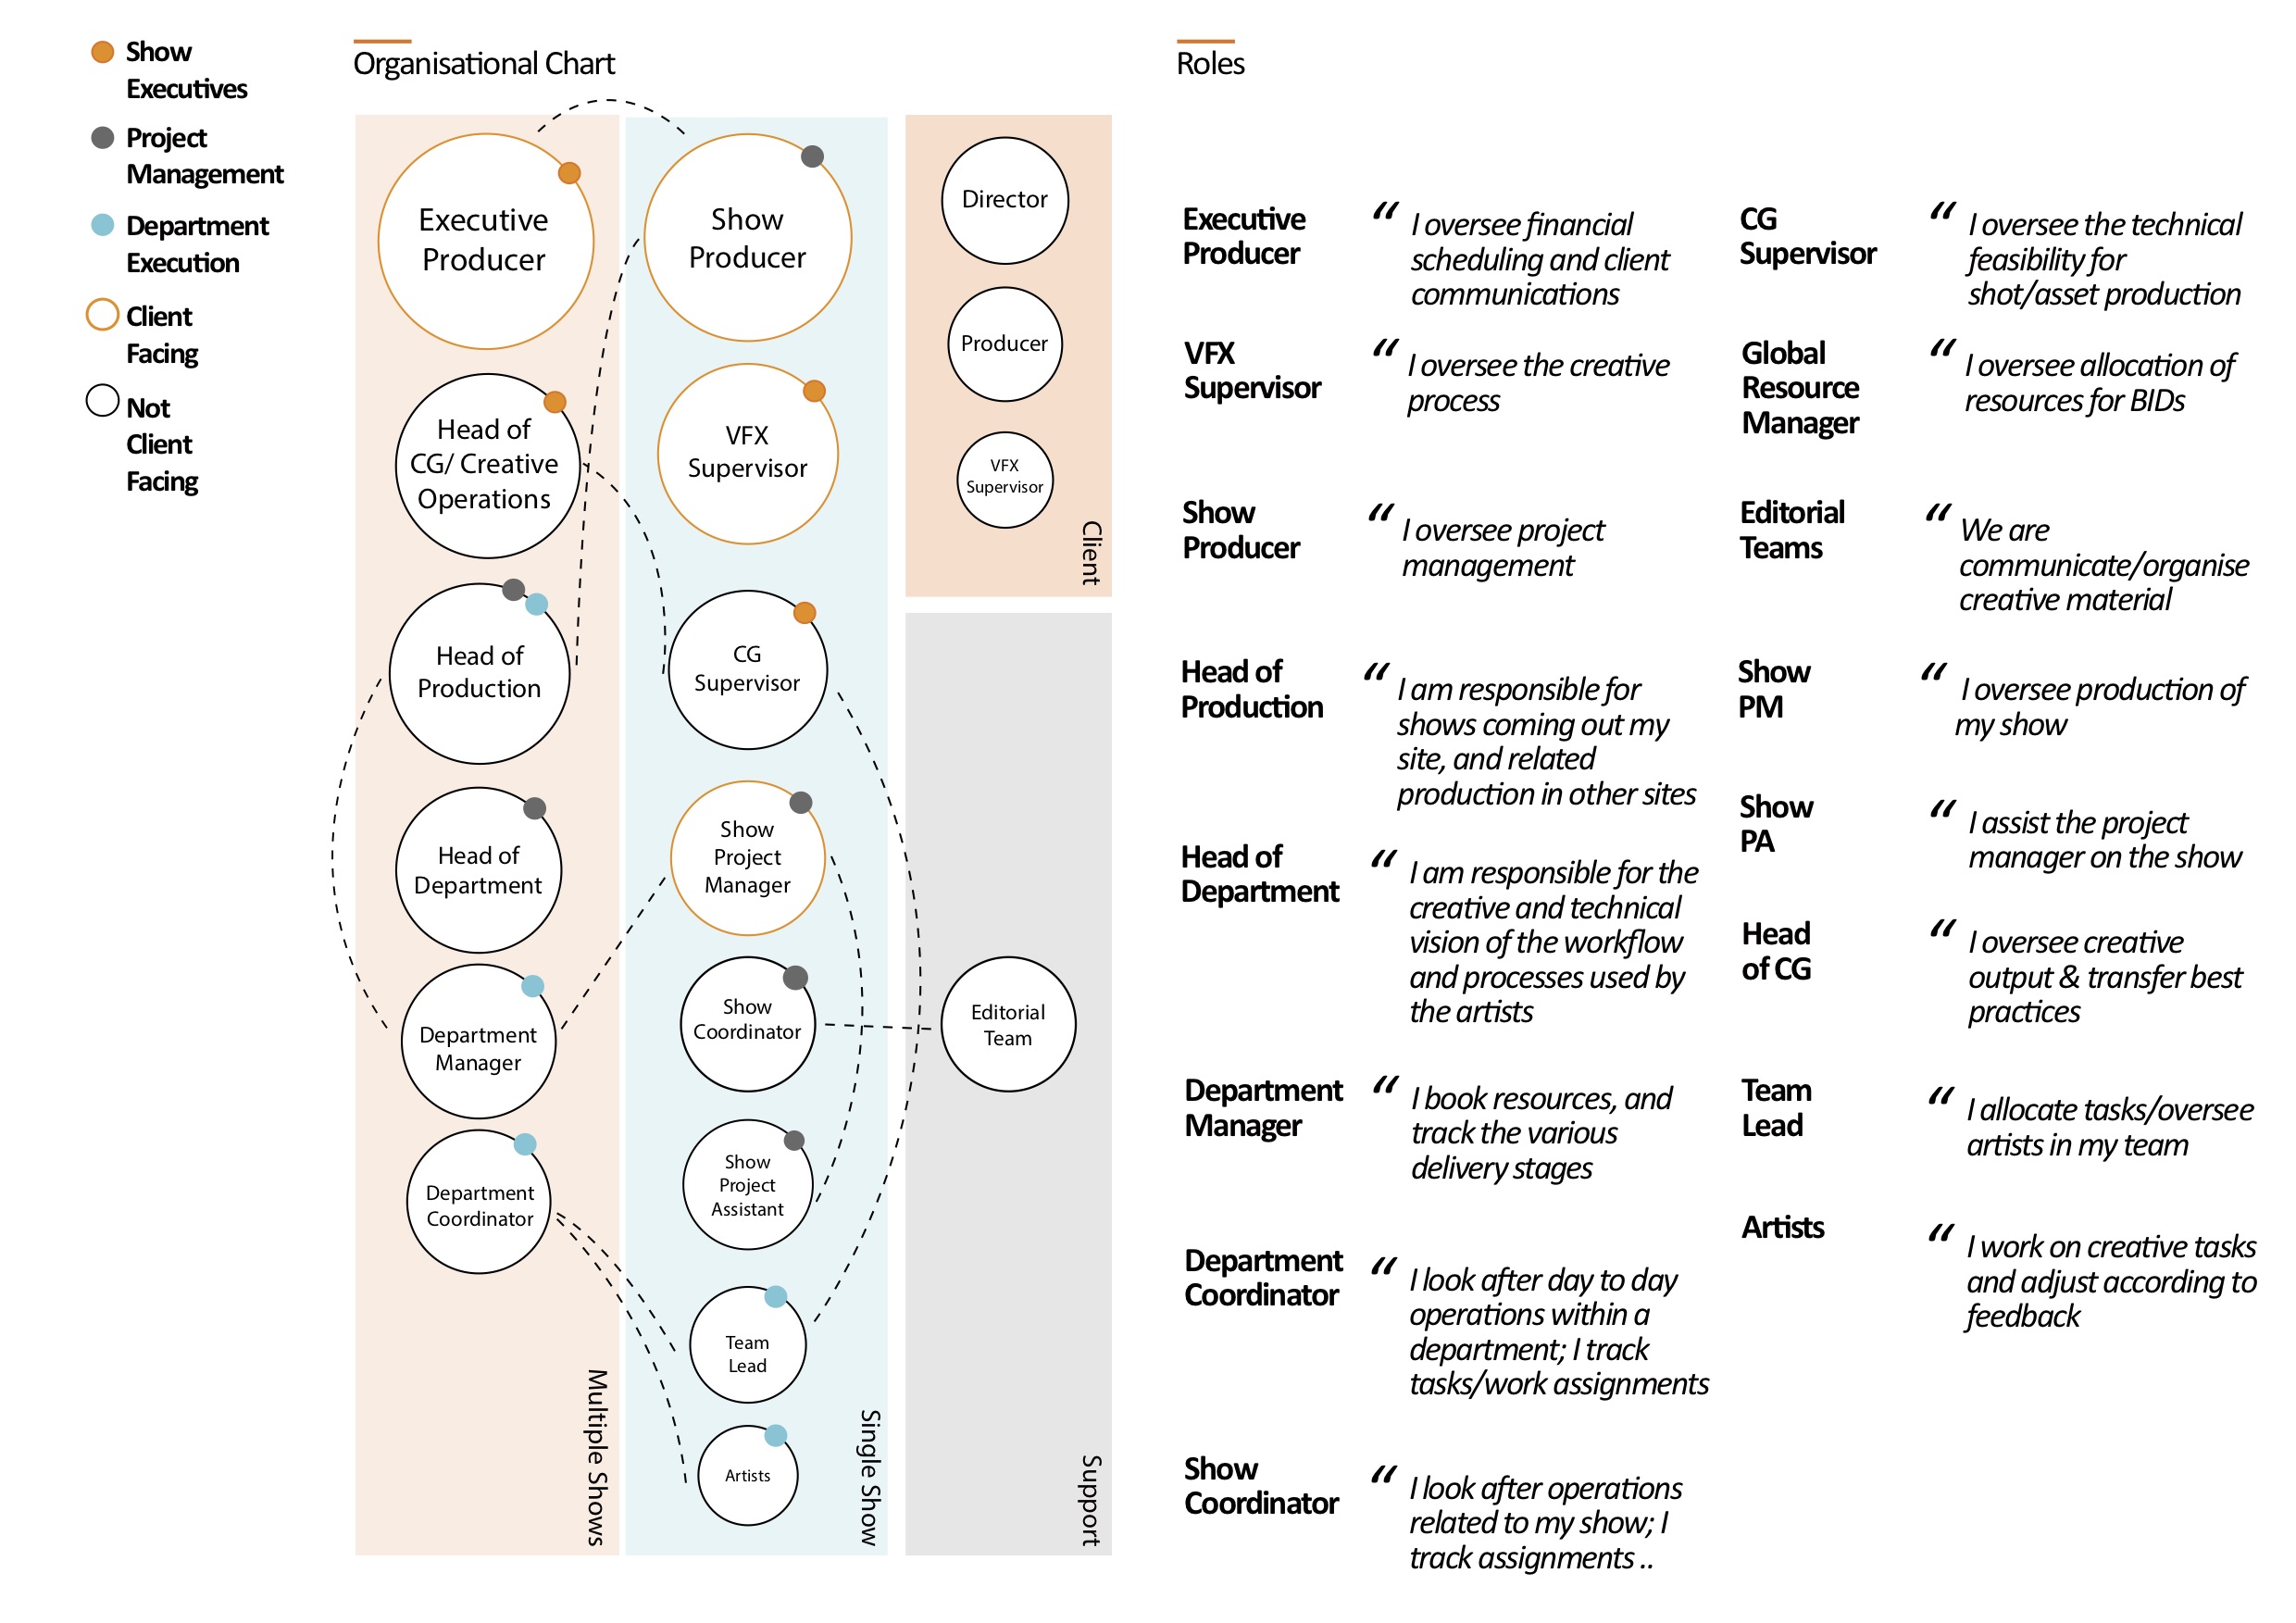 Show
Executives
Project
Management
Department
Execution
Client
Facing
Not
Client
Facing
Organisational Chart
Executive
Producer
Head of
CG/ Creative
Operations
Head of
Production
Head of
Department
Department
Manager
Department
Coordinator
Multiple Shows
Show
Producer
VFX
Supervisor
CG
Supervisor
Show
Project
Manager
Show
Coordinator
Show
Project
Assistant
Team
Lead
Artists
Single Show
Director
Producer
VFX
Supervisor
Client
Editorial
Team
Support
Roles
Executive
Producer
“ I oversee financial
scheduling and client
communications
VFX
Supervisor
“ I oversee the creative
process
Show
Producer
“ I oversee project
management
Head of
Production
“ I am responsible for
shows coming out my
site, and related
production in other sites
Head of
Department
“ I am responsible for the
creative and technical
vision of the workflow
and processes used by
the artists
Department
Manager
“ I book resources, and
track the various
delivery stages
Department
Coordinator
“ I look after day to day
operations within a
department; I track
tasks/work assignments
Show
Coordinator
“ I look after operations
related to my show; I
track assignments ..
CG
Supervisor
“ I oversee the technical
feasibility for
shot/asset production
Global
Resource
Manager
“ I oversee allocation of
resources for BIDs
Editorial
Teams
“ We are
communicate/organise
creative material
Show
PM
“ I oversee production of
my show
Show
PA
“ I assist the project
manager on the show
Head
of CG
“ I oversee creative
output & transfer best
practices
Team
Lead
“ I allocate tasks/oversee
artists in my team
Artists
“ I work on creative tasks
and adjust according to
feedback